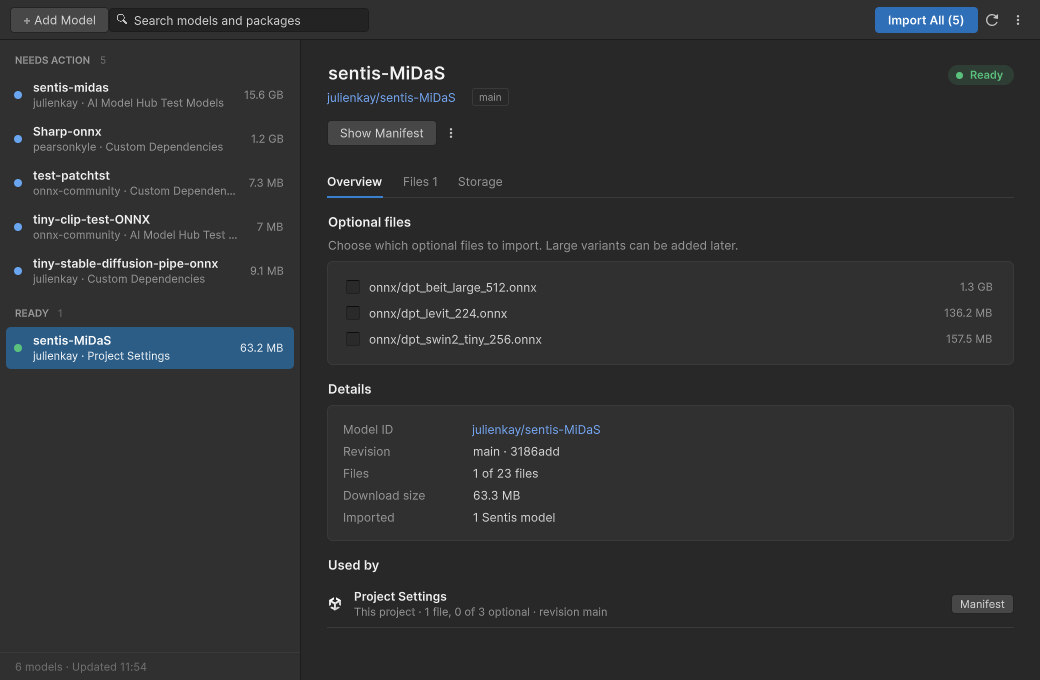 + Add Model
Search models and packages
Import All (5)
NEEDS ACTION 5
sentis-midas
julienkay · AI Model Hub Test Models
15.6 GB
Sharp-onnx
pearsonkyle · Custom Dependencies
1.2 GB
test-patchtst
onnx-community · Custom Dependen...
7.3 MB
tiny-clip-test-ONNX
onnx-community · AI Model Hub Test ...
7 MB
tiny-stable-diffusion-pipe-onnx
julienkay · Custom Dependencies
9.1 MB
READY 1
sentis-MiDaS
julienkay · Project Settings
63.2 MB
6 models · Updated 11:54
sentis-MiDaS
Ready
julienkay/sentis-MiDaS main
Show Manifest
Overview Files 1 Storage
Optional files
Choose which optional files to import. Large variants can be added later.
onnx/dpt_beit_large_512.onnx 1.3 GB
onnx/dpt_levit_224.onnx 136.2 MB
onnx/dpt_swin2_tiny_256.onnx 157.5 MB
Details
Model ID julienkay/sentis-MiDaS
Revision main · 3186add
Files 1 of 23 files
Download size 63.3 MB
Imported 1 Sentis model
Used by
Project Settings
This project · 1 file, 0 of 3 optional · revision main
Manifest